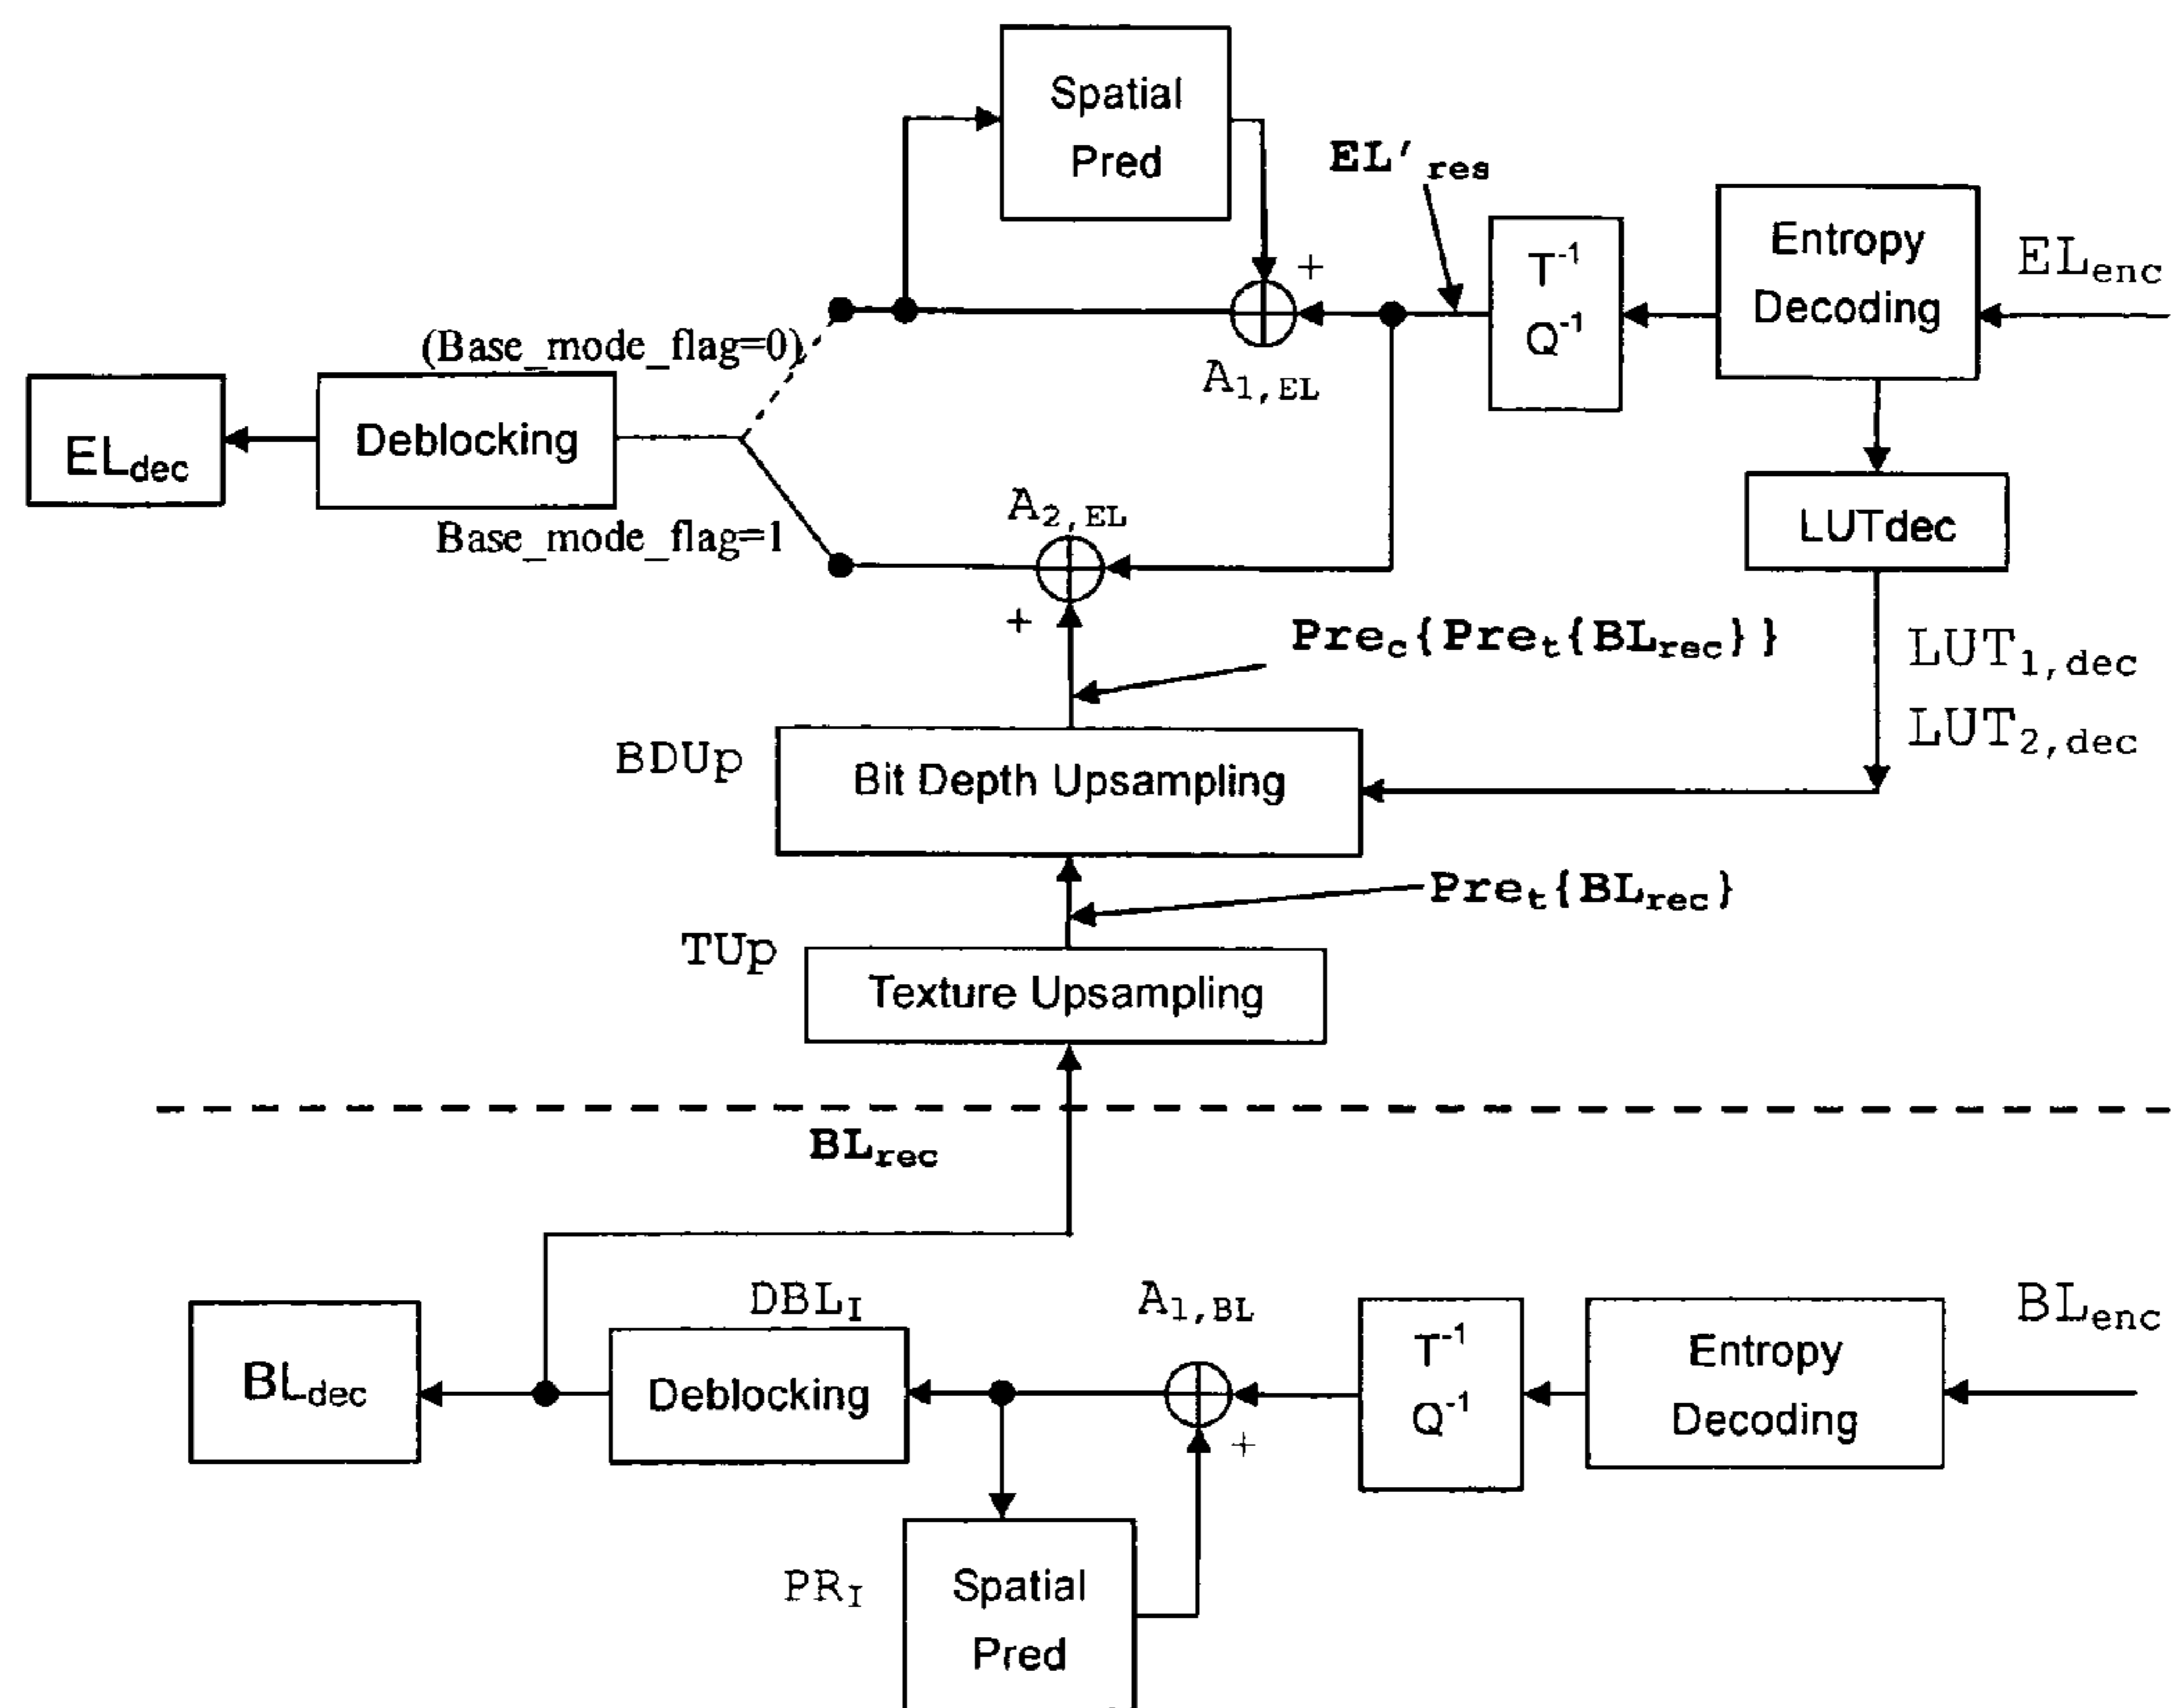 Spatial
Pred
EL′res
T-1
Q-1
Entropy
Decoding
ELenc
+
A1,EL
(Base_mode_flag=0)
ELdec
Deblocking
Base_mode_flag=1
A2,EL
+
LUTdec
Prec{Pret{BLrec}}
LUT1,dec
LUT2,dec
BDUp
Bit Depth Upsampling
Pret{BLrec}
TUp
Texture Upsampling
BLrec
BLdec
DBLI
Deblocking
A1,BL
+
T-1
Q-1
Entropy
Decoding
BLenc
PRI
Spatial
Pred